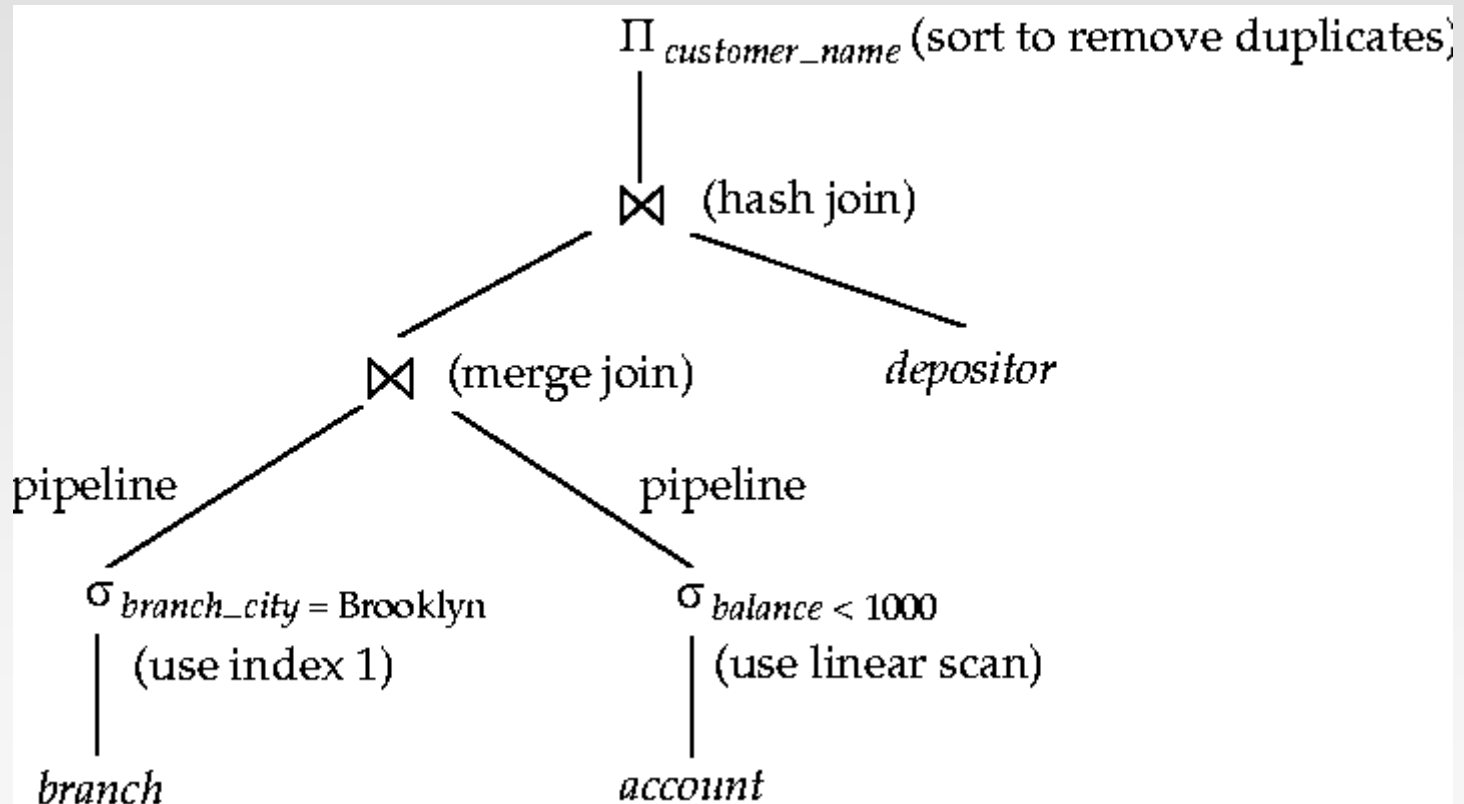 Π customer_name (sort to remove duplicates)
⋈ (hash join)
⋈ (merge join)
depositor
pipeline
pipeline
σ branch_city = Brooklyn
σ balance < 1000
(use index 1)
(use linear scan)
branch
account